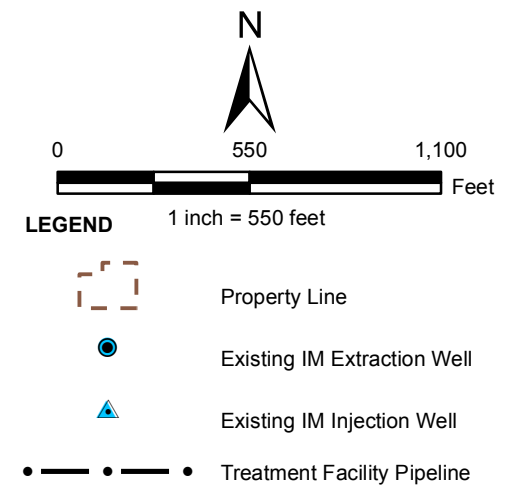 N
0 550 1,100
Feet
LEGEND 1 inch = 550 feet
Property Line
Existing IM Extraction Well
Existing IM Injection Well
Treatment Facility Pipeline